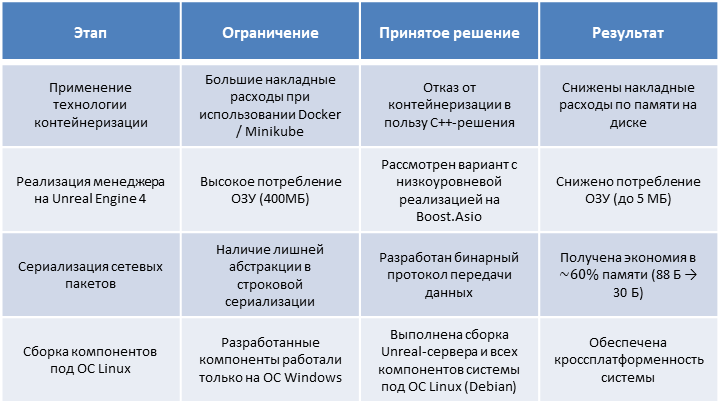 Этап
Ограничение
Принятое решение
Результат
Применение
технологии
контейнеризации
Большие накладные
расходы при
использовании Docker
/ Minikube
Отказ от
контейнеризации в
пользу C++-решения
Снижены накладные
расходы по памяти на
диске
Реализация менеджера
на Unreal Engine 4
Высокое потребление
ОЗУ (400МБ)
Рассмотрен вариант с
низкоуровневой
реализацией на
Boost.Asio
Снижено потребление
ОЗУ (до 5 МБ)
Сериализация сетевых
пакетов
Наличие лишней
абстракции в
строковой
сериализации
Разработан бинарный
протокол передачи
данных
Получена экономия в
~60% памяти (88 Б →
30 Б)
Сборка компонентов
под ОС Linux
Разработанные
компоненты работали
только на ОС Windows
Выполнена сборка
Unreal-сервера и всех
компонентов системы
под ОС Linux (Debian)
Обеспечена
кроссплатформенность
системы